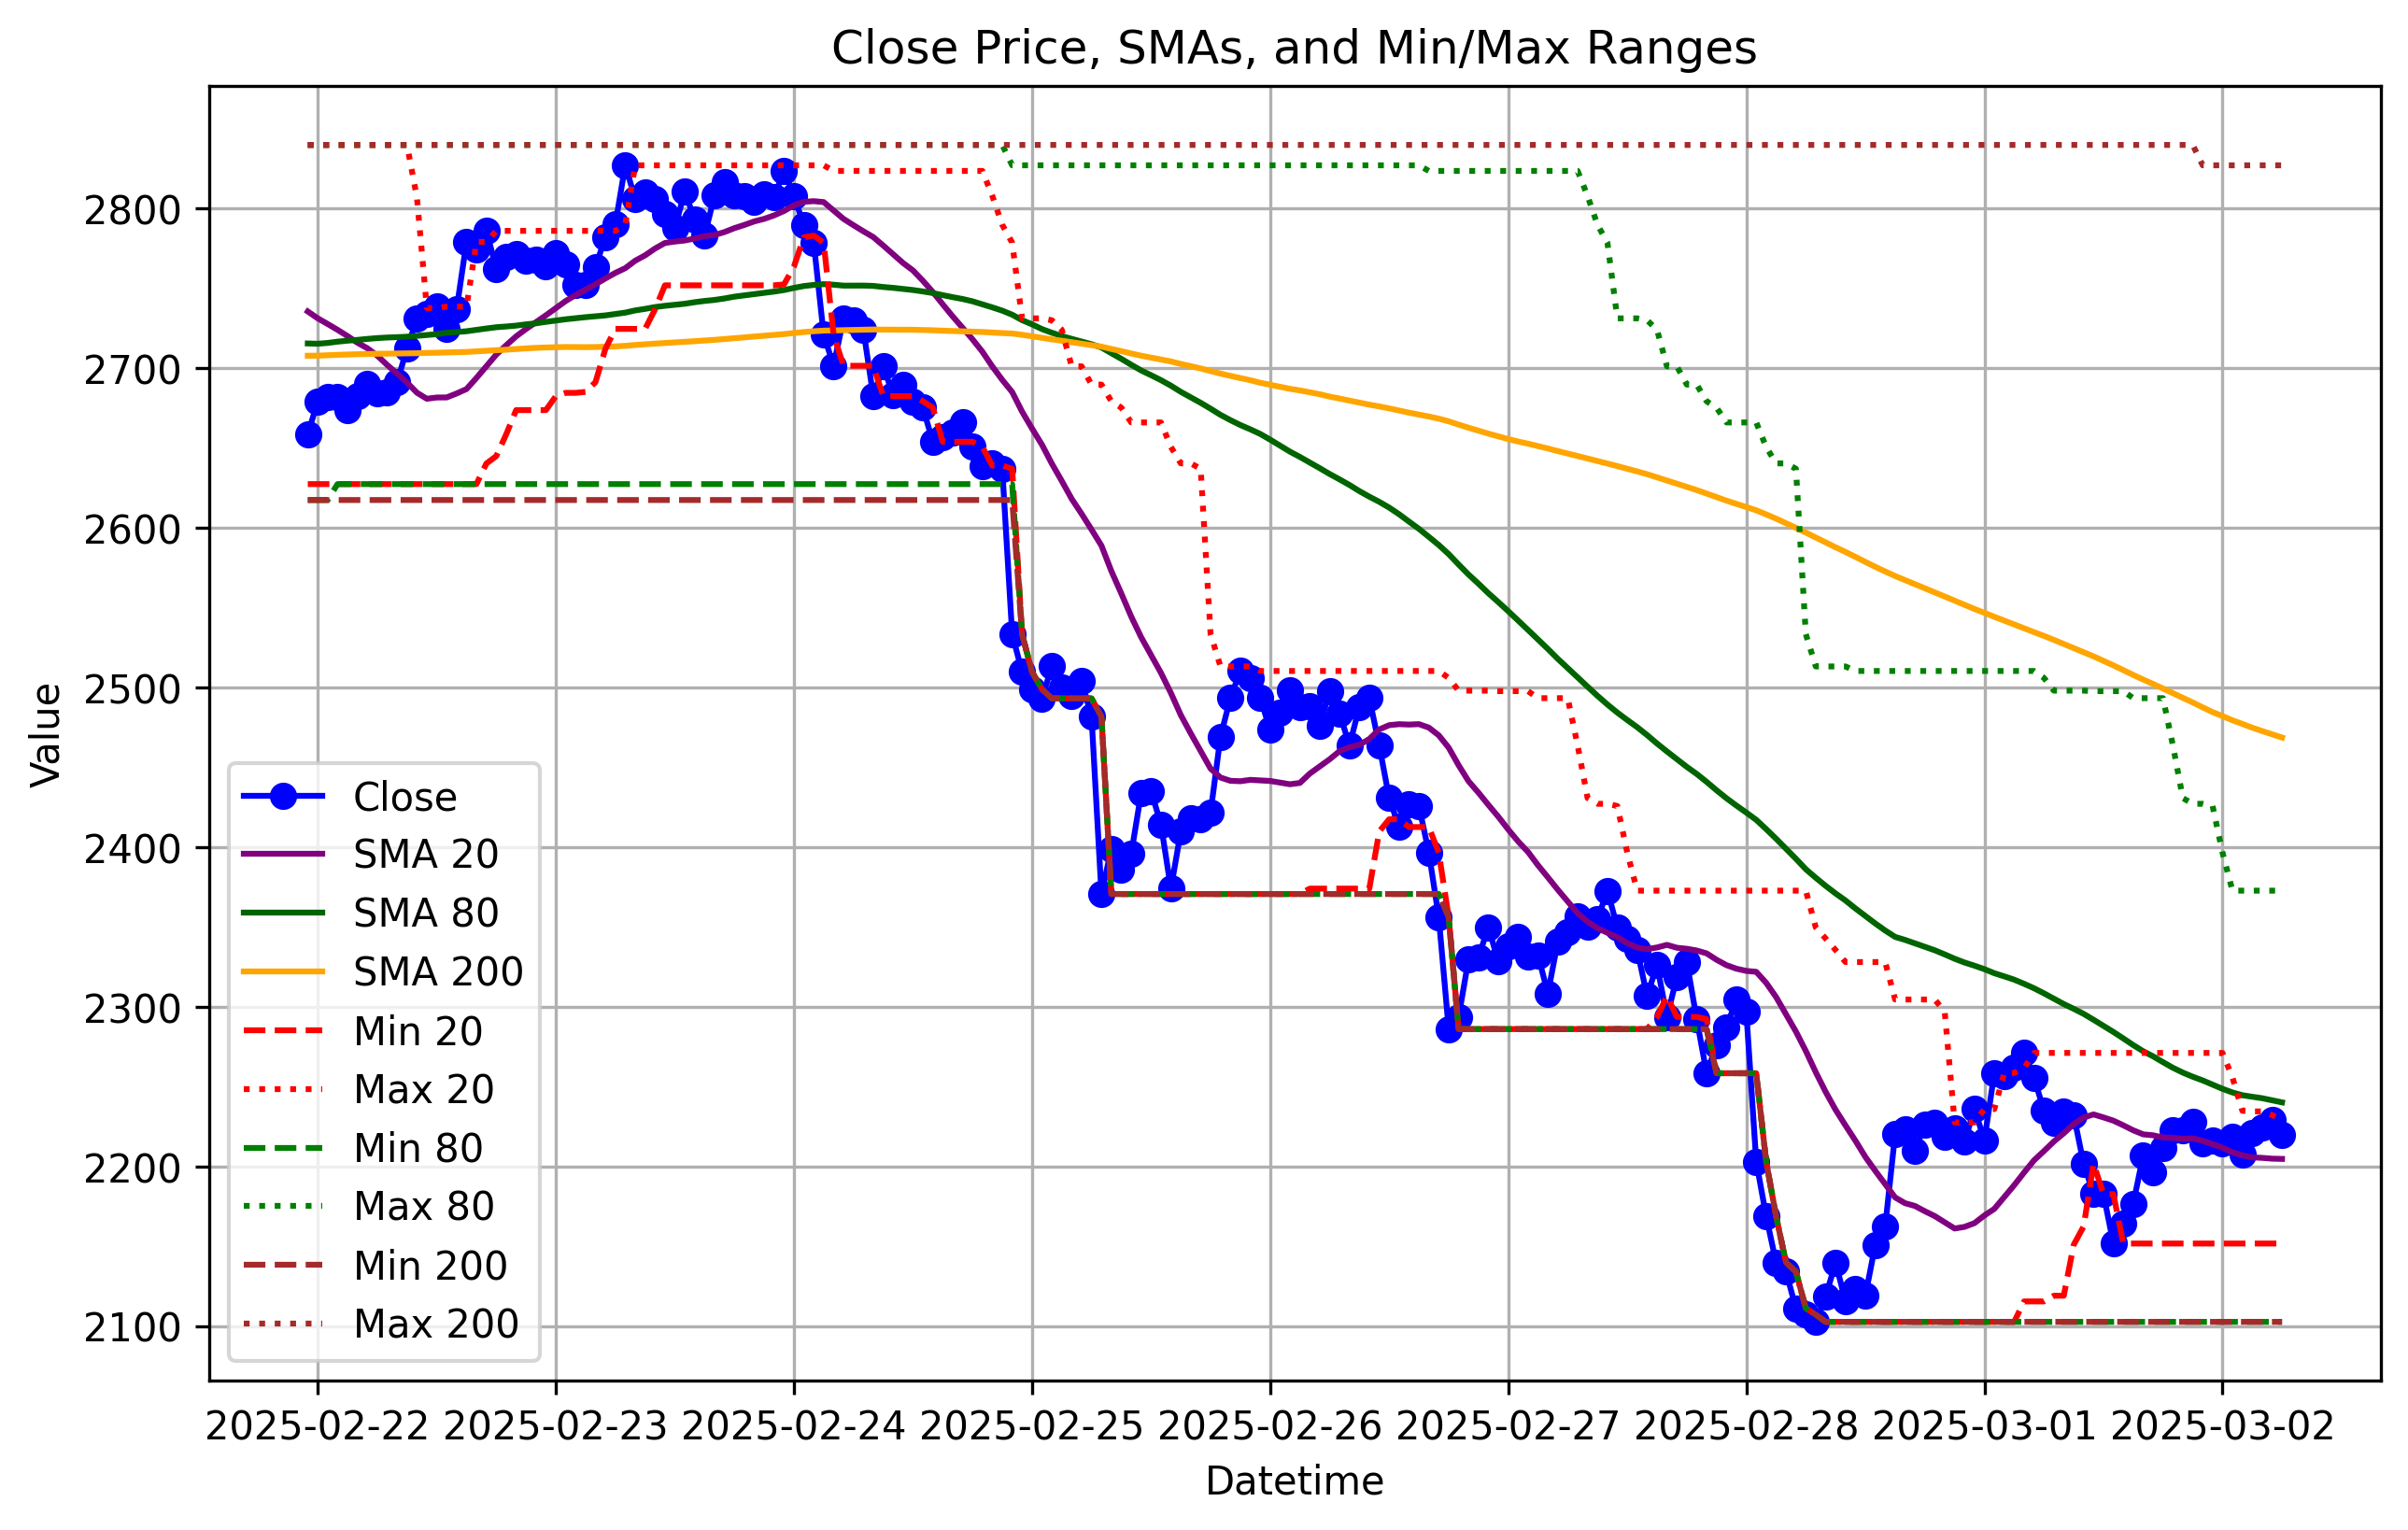 Close Price, SMAs, and Min/Max Ranges
Value
2800
2700
2600
2500
2400
2300
2200
2100
Close
SMA 20
SMA 80
SMA 200
Min 20
Max 20
Min 80
Max 80
Min 200
Max 200
2025-02-22 2025-02-23 2025-02-24 2025-02-25 2025-02-26 2025-02-27 2025-02-28 2025-03-01 2025-03-02
Datetime